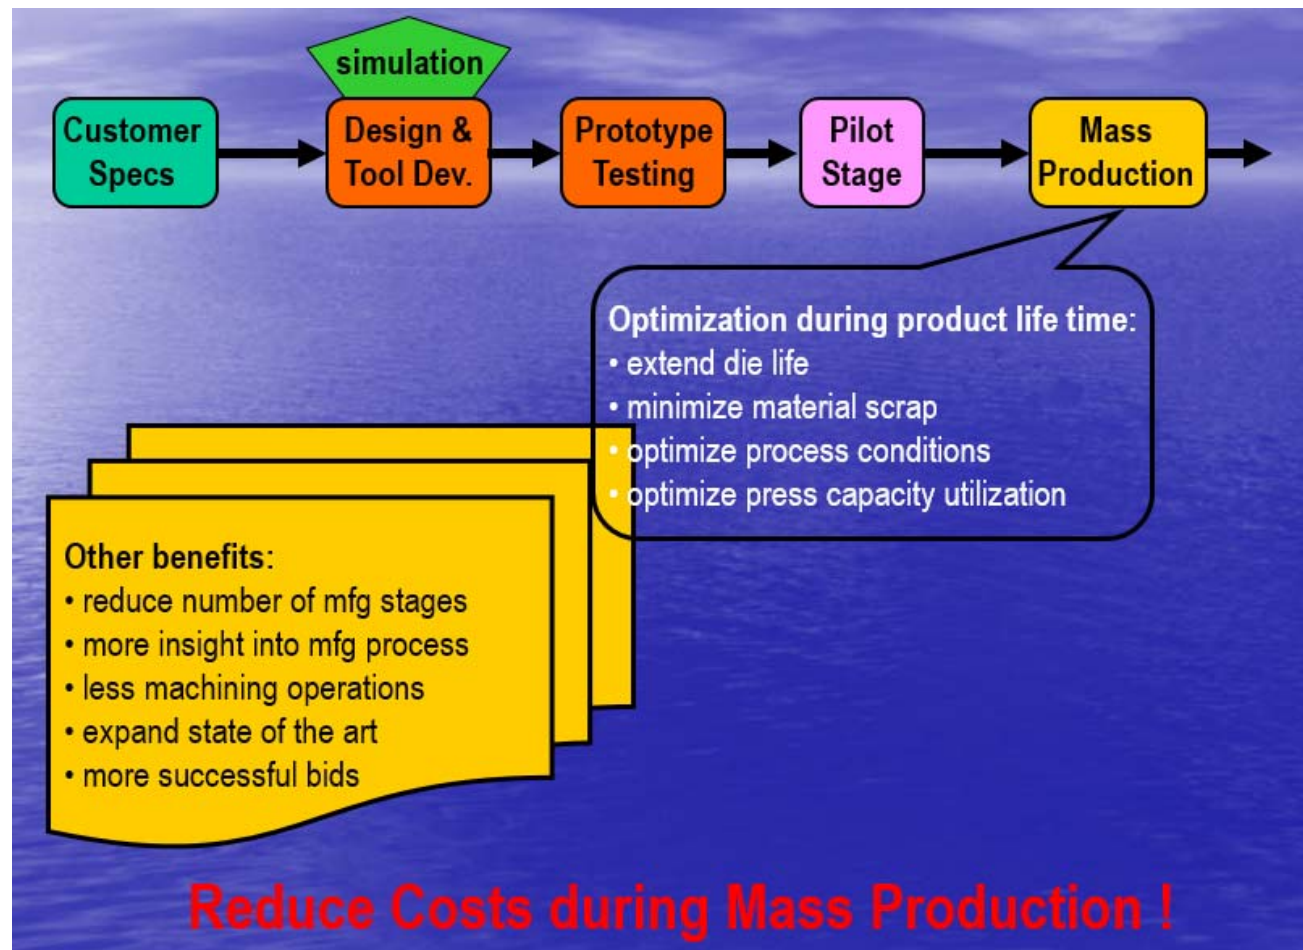 simulation
Customer
Specs
Design &
Tool Dev.
Prototype
Testing
Pilot
Stage
Mass
Production
Optimization during product life time:
• extend die life
• minimize material scrap
• optimize process conditions
• optimize press capacity utilization
Other benefits:
• reduce number of mfg stages
• more insight into mfg process
• less machining operations
• expand state of the art
• more successful bids
Reduce Costs during Mass Production !